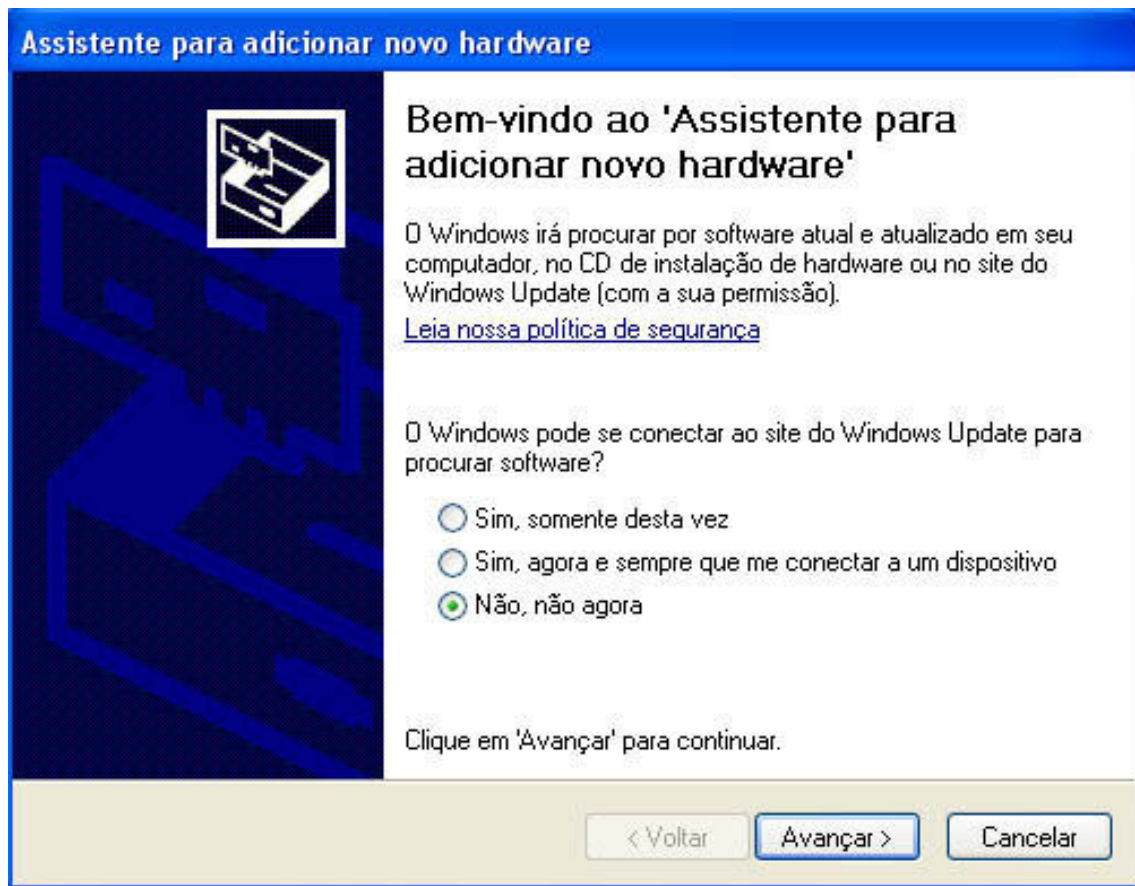 Assistente para adicionar novo hardware
Bem-vindo ao 'Assistente para
adicionar novo hardware'
O Windows irá procurar por software atual e atualizado em seu
computador, no CD de instalação de hardware ou no site do
Windows Update (com a sua permissão).
Leia nossa política de segurança
O Windows pode se conectar ao site do Windows Update para
procurar software?
Sim, somente desta vez
Sim, agora e sempre que me conectar a um dispositivo
Não, não agora
Clique em 'Avançar' para continuar.
< Voltar
Avançar >
Cancelar